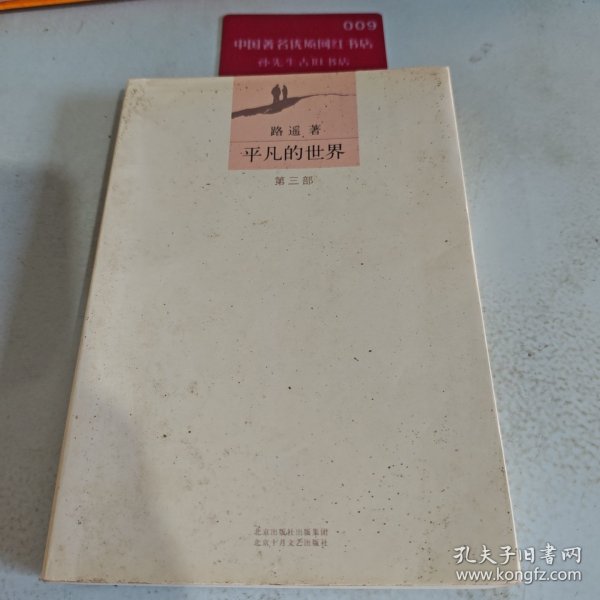 009
中国著名优质网红书店
孙先生古旧书店
路遥 著
平凡的世界
第三部
北京出版社出版集团
北京十月文艺出版社
孔夫子旧书网
www.kongfz.com